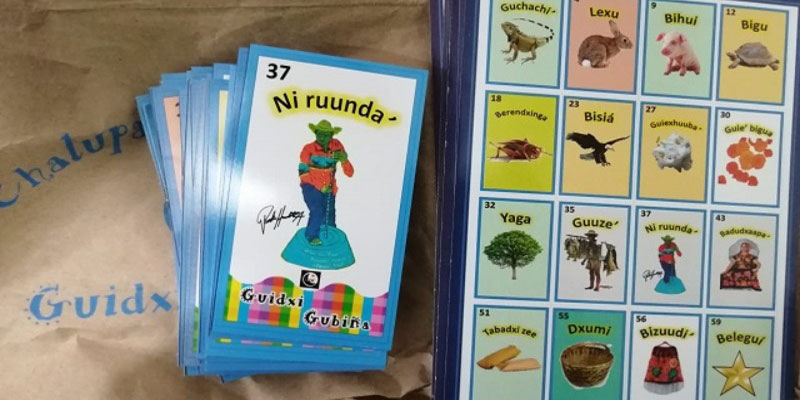 Chalupa
Guidx
37
Ni ruunda´
Guidxi
Gubiña
Guchachi´
Lexu
9
Bihui
12
Bigu
18
Berendxinga
23
Bisiá
27
Guiexhuuba´
30
Guie' bigua
32
Yaga
35
Guuze´
37
Ni ruunda´
43
Badudxaapa´
51
Tabadxi zee
55
Dxumi
56
Bizuudi´
59
Beleguí